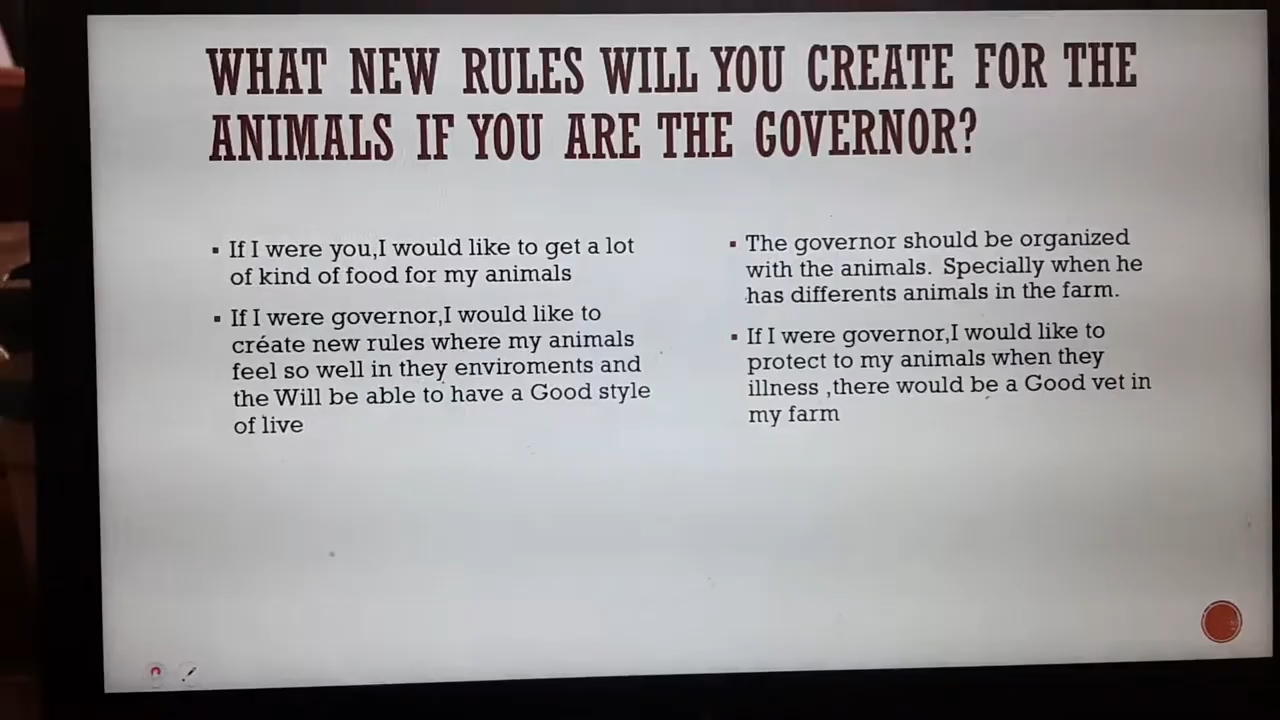 WHAT NEW RULES WILL YOU CREATE FOR THE
ANIMALS IF YOU ARE THE GOVERNOR?
▪ If I were you,I would like to get a lot
of kind of food for my animals
▪ If I were governor,I would like to
créate new rules where my animals
feel so well in they enviroments and
the Will be able to have a Good style
of live
▪ The governor should be organized
with the animals. Specially when he
has differents animals in the farm.
▪ If I were governor,I would like to
protect to my animals when they
illness ,there would be a Good vet in
my farm